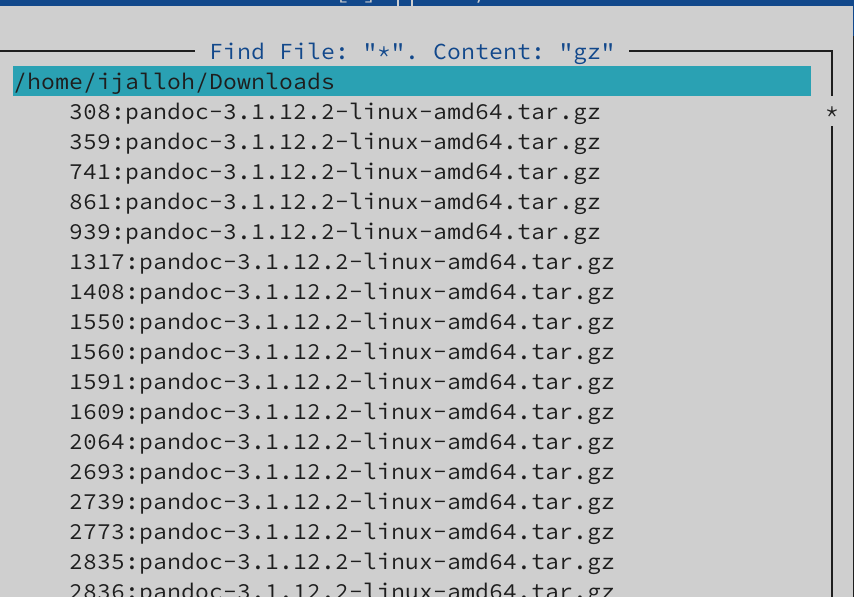 Find File: "*". Content: "gz"
/home/ijalloh/Downloads
308:pandoc-3.1.12.2-linux-amd64.tar.gz
359:pandoc-3.1.12.2-linux-amd64.tar.gz
741:pandoc-3.1.12.2-linux-amd64.tar.gz
861:pandoc-3.1.12.2-linux-amd64.tar.gz
939:pandoc-3.1.12.2-linux-amd64.tar.gz
1317:pandoc-3.1.12.2-linux-amd64.tar.gz
1408:pandoc-3.1.12.2-linux-amd64.tar.gz
1550:pandoc-3.1.12.2-linux-amd64.tar.gz
1560:pandoc-3.1.12.2-linux-amd64.tar.gz
1591:pandoc-3.1.12.2-linux-amd64.tar.gz
1609:pandoc-3.1.12.2-linux-amd64.tar.gz
2064:pandoc-3.1.12.2-linux-amd64.tar.gz
2693:pandoc-3.1.12.2-linux-amd64.tar.gz
2739:pandoc-3.1.12.2-linux-amd64.tar.gz
2773:pandoc-3.1.12.2-linux-amd64.tar.gz
2835:pandoc-3.1.12.2-linux-amd64.tar.gz
2836:pandoc-3.1.12.2-linux-amd64.tar.gz